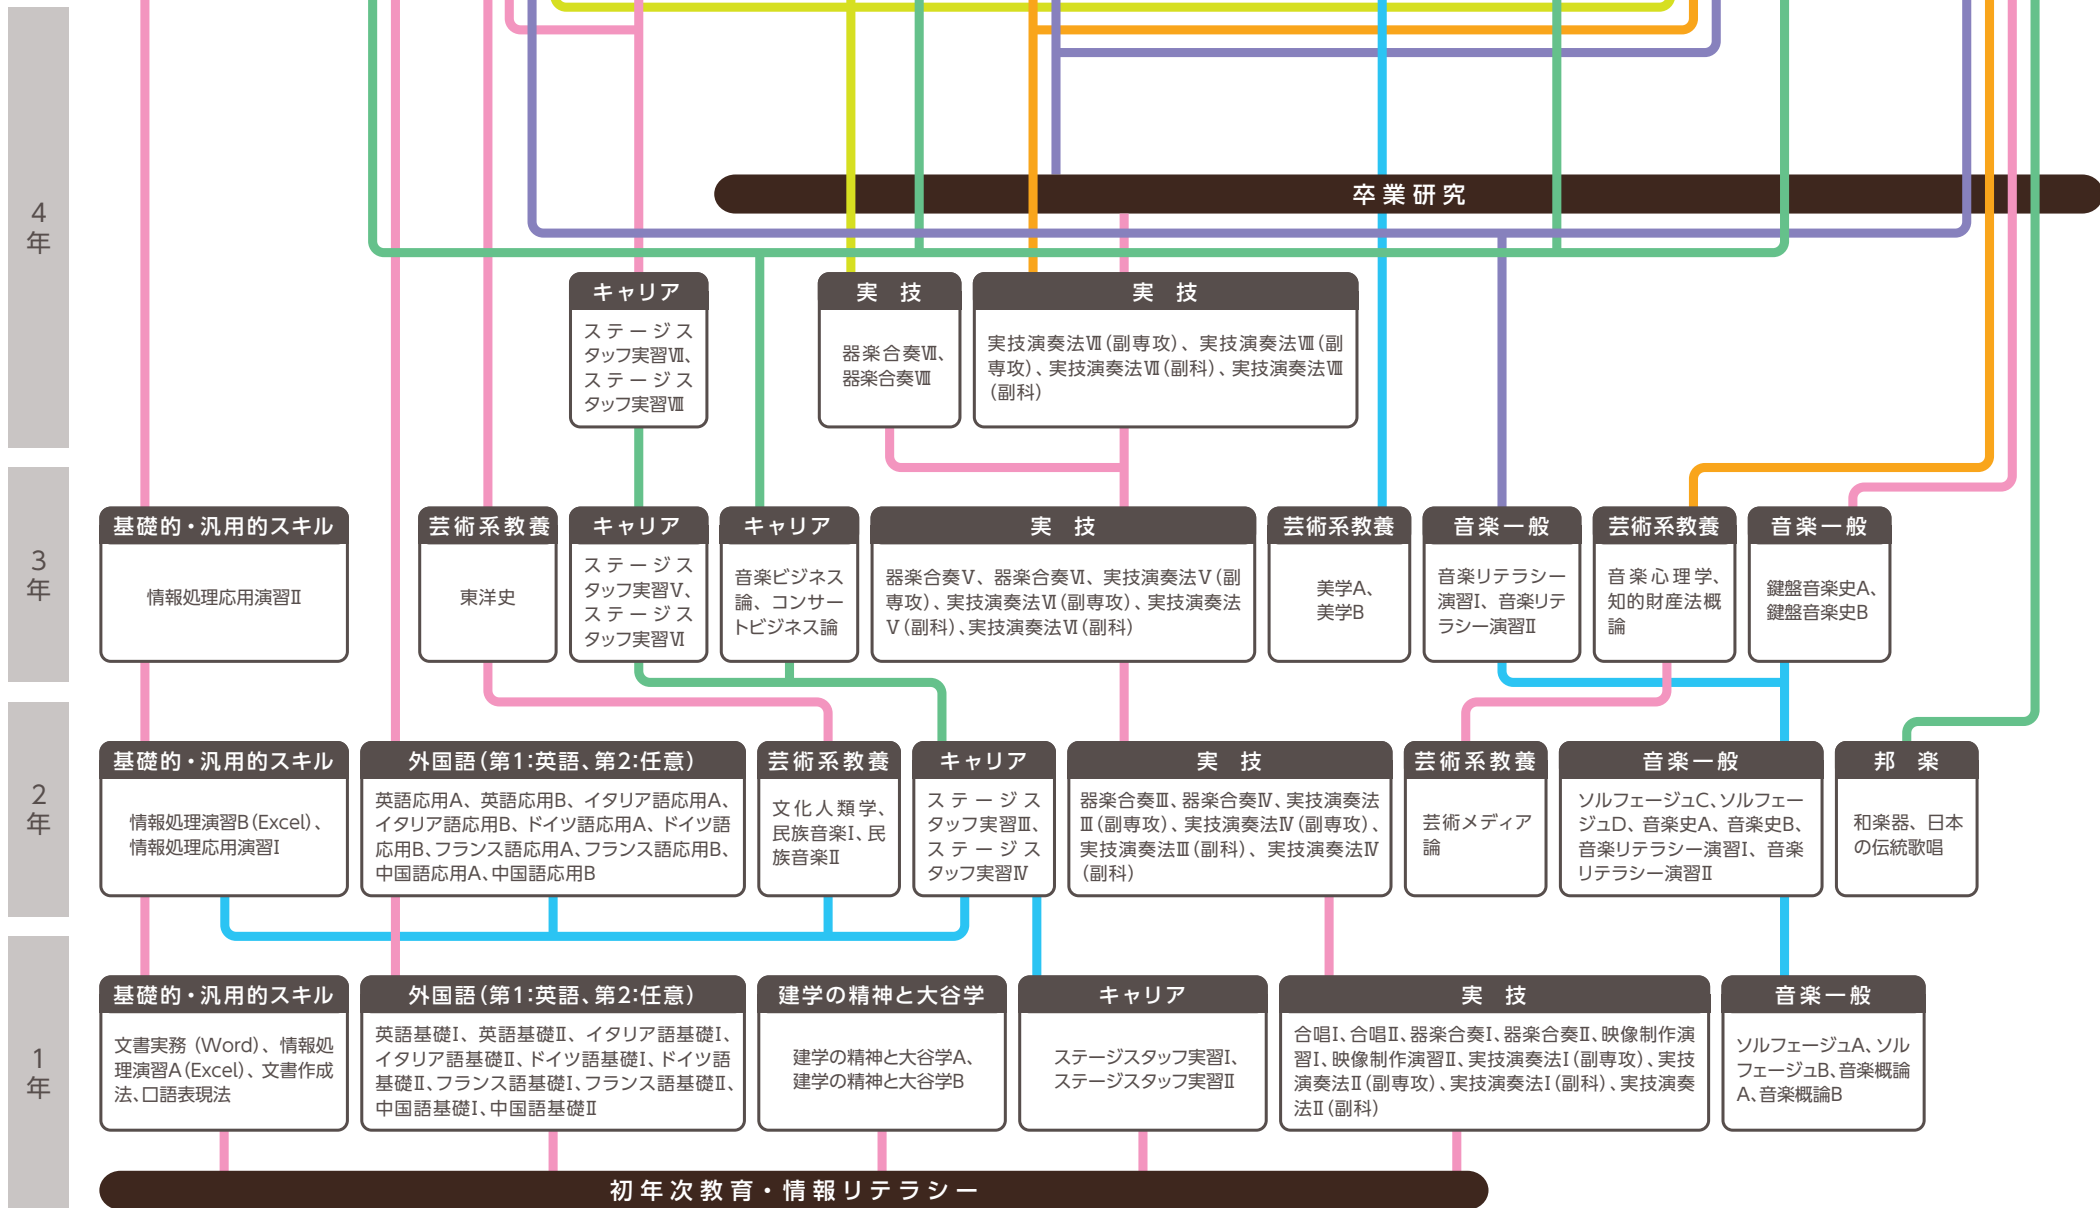 4
年
卒業研究
キャリア
ステージス
タッフ実習Ⅶ、
ステージス
タッフ実習Ⅷ
実 技
器楽合奏Ⅶ、
器楽合奏Ⅷ
実 技
実技演奏法Ⅶ(副専攻)、実技演奏法Ⅷ(副
専攻)、実技演奏法Ⅶ(副科)、実技演奏法Ⅷ
(副科)
3
年
基礎的・汎用的スキル
情報処理応用演習Ⅱ
芸術系教養
東洋史
キャリア
ステージス
タッフ実習Ⅴ、
ステージス
タッフ実習Ⅵ
キャリア
音楽ビジネス
論、コンサー
トビジネス論
実 技
器楽合奏Ⅴ、器楽合奏Ⅵ、実技演奏法Ⅴ(副
専攻)、実技演奏法Ⅵ(副専攻)、実技演奏法
Ⅴ(副科)、実技演奏法Ⅵ(副科)
芸術系教養
美学A、
美学B
音楽一般
音楽リテラシー
演習Ⅰ、音楽リテ
ラシー演習Ⅱ
芸術系教養
音楽心理学、
知的財産法概
論
音楽一般
鍵盤音楽史A、
鍵盤音楽史B
2
年
基礎的・汎用的スキル
情報処理演習B(Excel)、
情報処理応用演習Ⅰ
外国語(第1:英語、第2:任意)
英語応用A、英語応用B、イタリア語応用A、
イタリア語応用B、ドイツ語応用A、ドイツ語
応用B、フランス語応用A、フランス語応用B、
中国語応用A、中国語応用B
芸術系教養
文化人類学、
民族音楽Ⅰ、民
族音楽Ⅱ
キャリア
ステージス
タッフ実習Ⅲ、
ステージス
タッフ実習Ⅳ
実 技
器楽合奏Ⅲ、器楽合奏Ⅳ、実技演奏法
Ⅲ(副専攻)、実技演奏法Ⅳ(副専攻)、
実技演奏法Ⅲ(副科)、実技演奏法Ⅳ
(副科)
芸術系教養
芸術メディア
論
音楽一般
ソルフェージュC、ソルフェー
ジュD、音楽史A、音楽史B、
音楽リテラシー演習Ⅰ、音楽
リテラシー演習Ⅱ
邦 楽
和楽器、日本
の伝統歌唱
1
年
基礎的・汎用的スキル
文書実務 (Word)、情報処
理演習A(Excel)、文書作成
法、口語表現法
外国語(第1:英語、第2:任意)
英語基礎Ⅰ、英語基礎Ⅱ、イタリア語基礎Ⅰ、
イタリア語基礎Ⅱ、ドイツ語基礎Ⅰ、ドイツ語
基礎Ⅱ、フランス語基礎Ⅰ、フランス語基礎Ⅱ、
中国語基礎Ⅰ、中国語基礎Ⅱ
建学の精神と大谷学
建学の精神と大谷学A、
建学の精神と大谷学B
キャリア
ステージスタッフ実習Ⅰ、
ステージスタッフ実習Ⅱ
実 技
合唱Ⅰ、合唱Ⅱ、器楽合奏Ⅰ、器楽合奏Ⅱ、映像制作演
習Ⅰ、映像制作演習Ⅱ、実技演奏法Ⅰ(副専攻)、実技
演奏法Ⅱ(副専攻)、実技演奏法Ⅰ(副科)、実技演奏
法Ⅱ(副科)
音楽一般
ソルフェージュA、ソル
フェージュB、音楽概論
A、音楽概論B
初年次教育・情報リテラシー